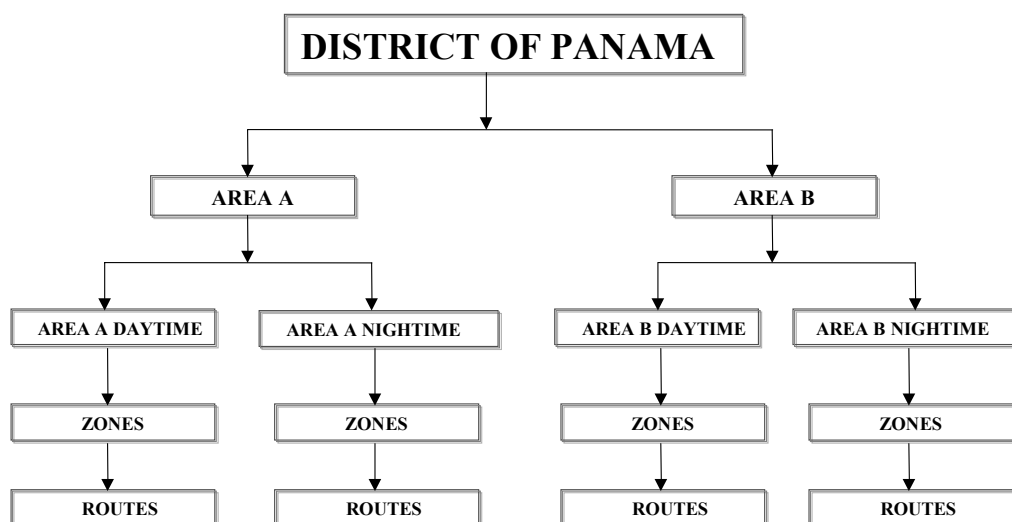 DISTRICT OF PANAMA
AREA A
AREA B
AREA A DAYTIME
AREA A NIGHTIME
AREA B DAYTIME
AREA B NIGHTIME
ZONES
ZONES
ZONES
ZONES
ROUTES
ROUTES
ROUTES
ROUTES